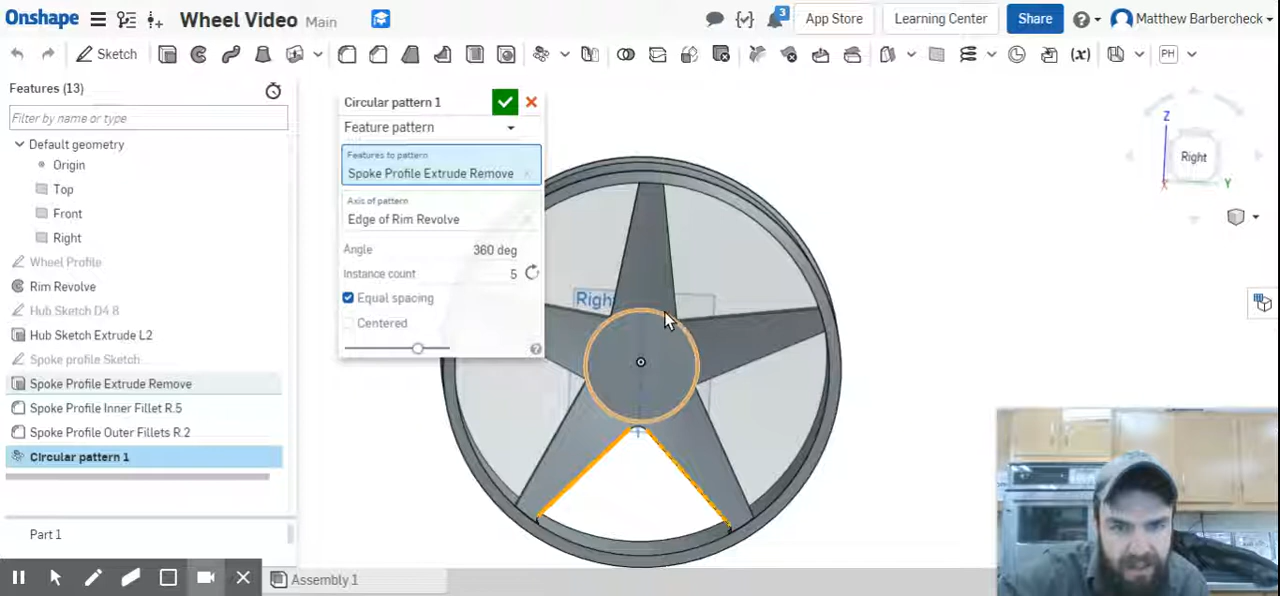 Onshape Wheel Video Main 3 App Store Learning Center Share Matthew Barbercheck
Sketch (x) PH
Features (13)
Filter by name or type
Default geometry
Origin
Top
Front
Right
Wheel Profile
Rim Revolve
Hub Sketch D4.8
Hub Sketch Extrude L2
Spoke profile Sketch
Spoke Profile Extrude Remove
Spoke Profile Inner Fillet R.5
Spoke Profile Outer Fillets R.2
Circular pattern 1
Part 1
Circular pattern 1
Feature pattern
Features to pattern
Spoke Profile Extrude Remove
Axis of pattern
Edge of Rim Revolve
Angle 360 deg
Instance count 5
Equal spacing
Centered
Righ
Z
Right
X Y
Assembly 1